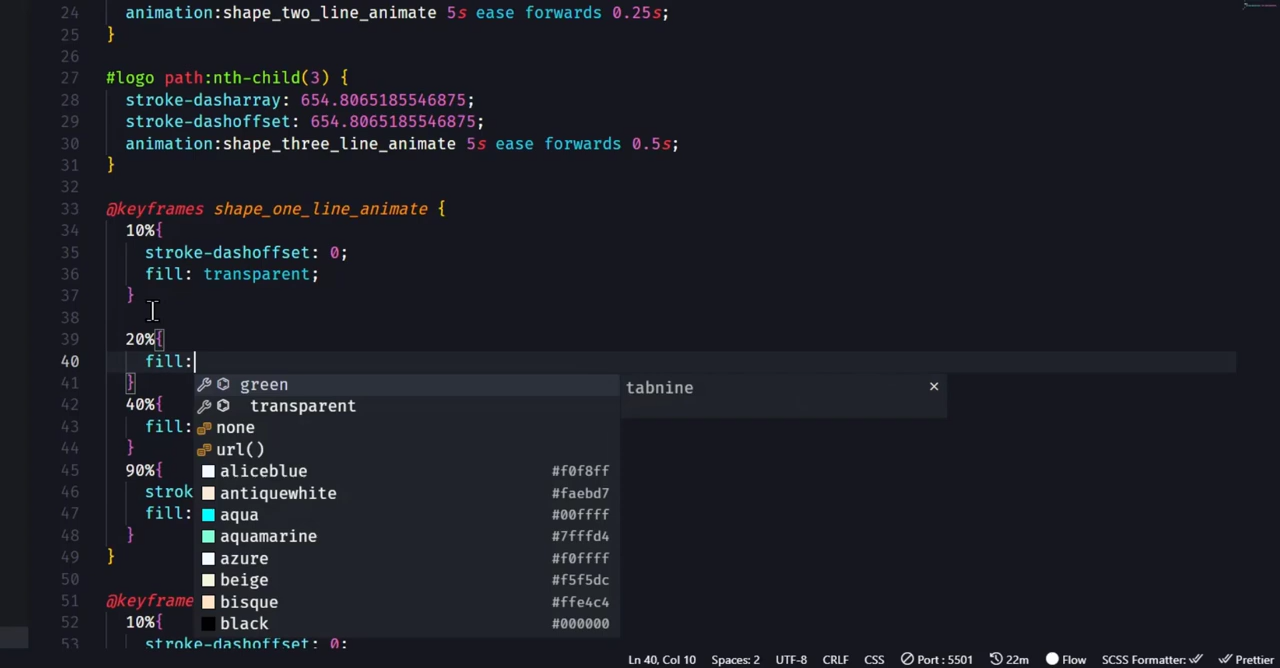 24 animation:shape_two_line_animate 5s ease forwards 0.25s;
25 }
26
27 #logo path:nth-child(3) {
28 stroke-dasharray: 654.8065185546875;
29 stroke-dashoffset: 654.8065185546875;
30 animation:shape_three_line_animate 5s ease forwards 0.5s;
31 }
32
33 @keyframes shape_one_line_animate {
34 10%{
35 stroke-dashoffset: 0;
36 fill: transparent;
37 }
38
39 20%{
40 fill:
green tabnine
41 }
42 40%{ transparent
43 fill: none
44 } url()
45 90%{ aliceblue #f0f8ff
46 strok antiquewhite #faebd7
47 fill: aqua #00ffff
48 } aquamarine #7fffd4
49 } azure #f0ffff
50 beige #f5f5dc
51 @keyframe bisque #ffe4c4
52 10%{ black #000000
53 stroke-dashoffset: 0;
Ln 40, Col 10 Spaces: 2 UTF-8 CRLF CSS Port : 5501 22m Flow SCSS Formatter: Prettier